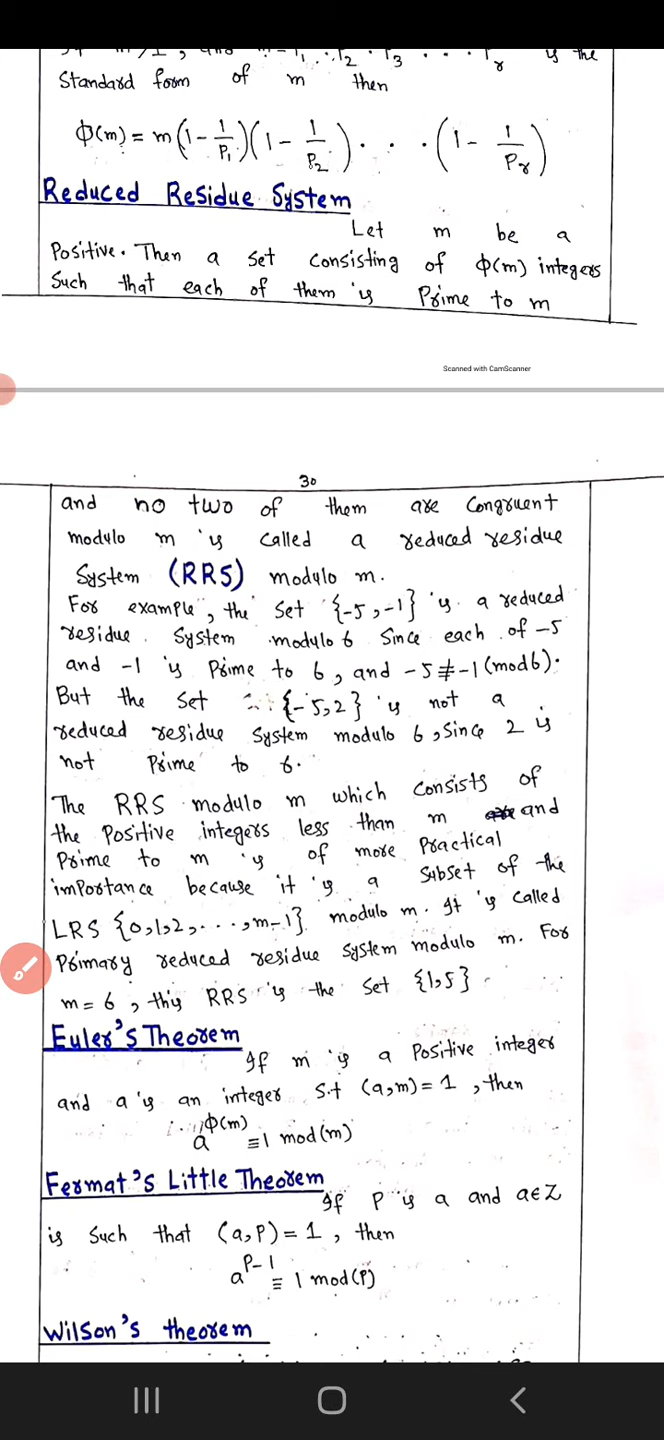 is the
Standard form of m then
Φ(m) = m(1 - 1/P₁)(1 - 1/P₂) . . . (1 - 1/Pᵣ)
Reduced Residue System
Let m be a
Positive. Then a set consisting of Φ(m) integers
Such that each of them is Prime to m
Scanned with CamScanner
30
and no two of them are Congruent
modulo m is called a reduced residue
System (RRS) modulo m.
For example, the set {-5, -1} is a reduced
residue System modulo 6 Since each of -5
and -1 is Prime to 6, and -5 ≢ -1 (mod 6).
But the set {-5, 2} is not a
reduced residue System modulo 6, Since 2 is
not Prime to 6.
The RRS modulo m which consists of
the Positive integers less than m and
Prime to m is of more Practical
importance because it is a Subset of the
LRS {0, 1, 2, . . . , m-1} modulo m. It is called
Primary reduced residue System modulo m. For
m = 6, this RRS is the set {1, 5}
Euler's Theorem
If m is a Positive integer
and a is an integer S.t (a, m) = 1, then
a^Φ(m) ≡ 1 mod(m)
Fermat's Little Theorem
If P is a and a∈Z
is Such that (a, P) = 1, then
a^P-1 ≡ 1 mod(P)
Wilson's theorem